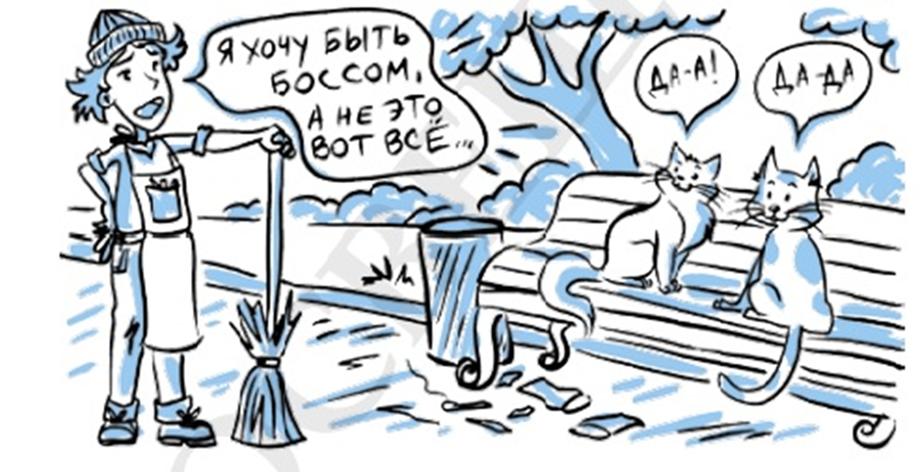 Я ХОЧУ БЫТЬ
БОССОМ,
А НЕ ЭТО
ВОТ ВСЁ...
ДА-А!
ДА-ДА